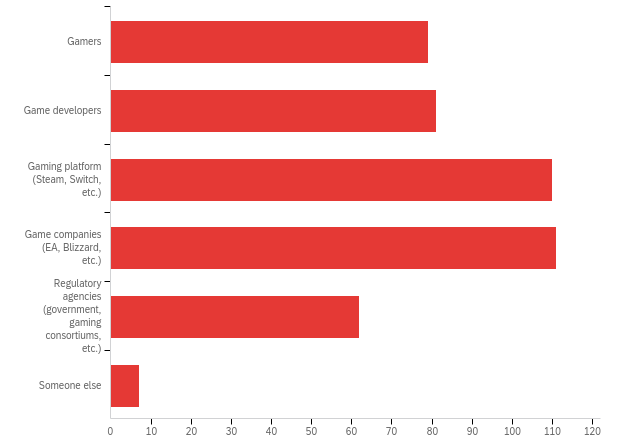 Gamers
Game developers
Gaming platform
(Steam, Switch,
etc.)
Game companies
(EA, Blizzard,
etc.)
Regulatory
agencies
(government,
gaming
consortiums,
etc.)
Someone else
0 10 20 30 40 50 60 70 80 90 100 110 120